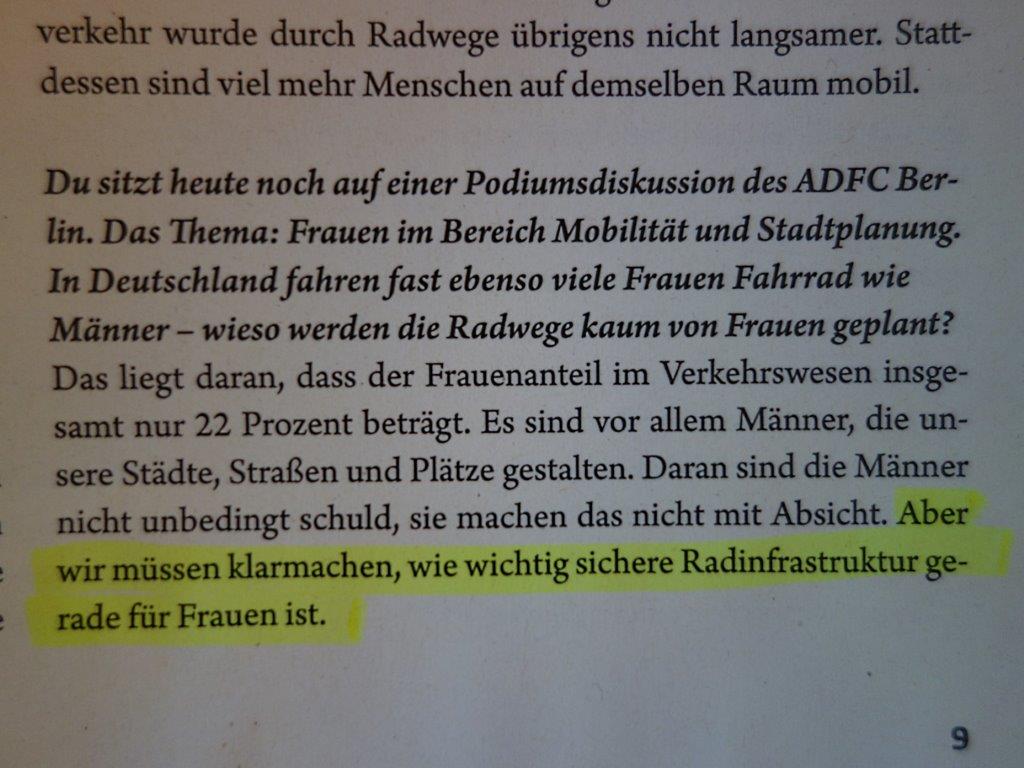 verkehr wurde durch Radwege übrigens nicht langsamer. Statt-
dessen sind viel mehr Menschen auf demselben Raum mobil.
Du sitzt heute noch auf einer Podiumsdiskussion des ADFC Ber-
lin. Das Thema: Frauen im Bereich Mobilität und Stadtplanung.
In Deutschland fahren fast ebenso viele Frauen Fahrrad wie
Männer – wieso werden die Radwege kaum von Frauen geplant?
Das liegt daran, dass der Frauenanteil im Verkehrswesen insge-
samt nur 22 Prozent beträgt. Es sind vor allem Männer, die un-
sere Städte, Straßen und Plätze gestalten. Daran sind die Männer
nicht unbedingt schuld, sie machen das nicht mit Absicht. Aber
wir müssen klarmachen, wie wichtig sichere Radinfrastruktur ge-
rade für Frauen ist.
9